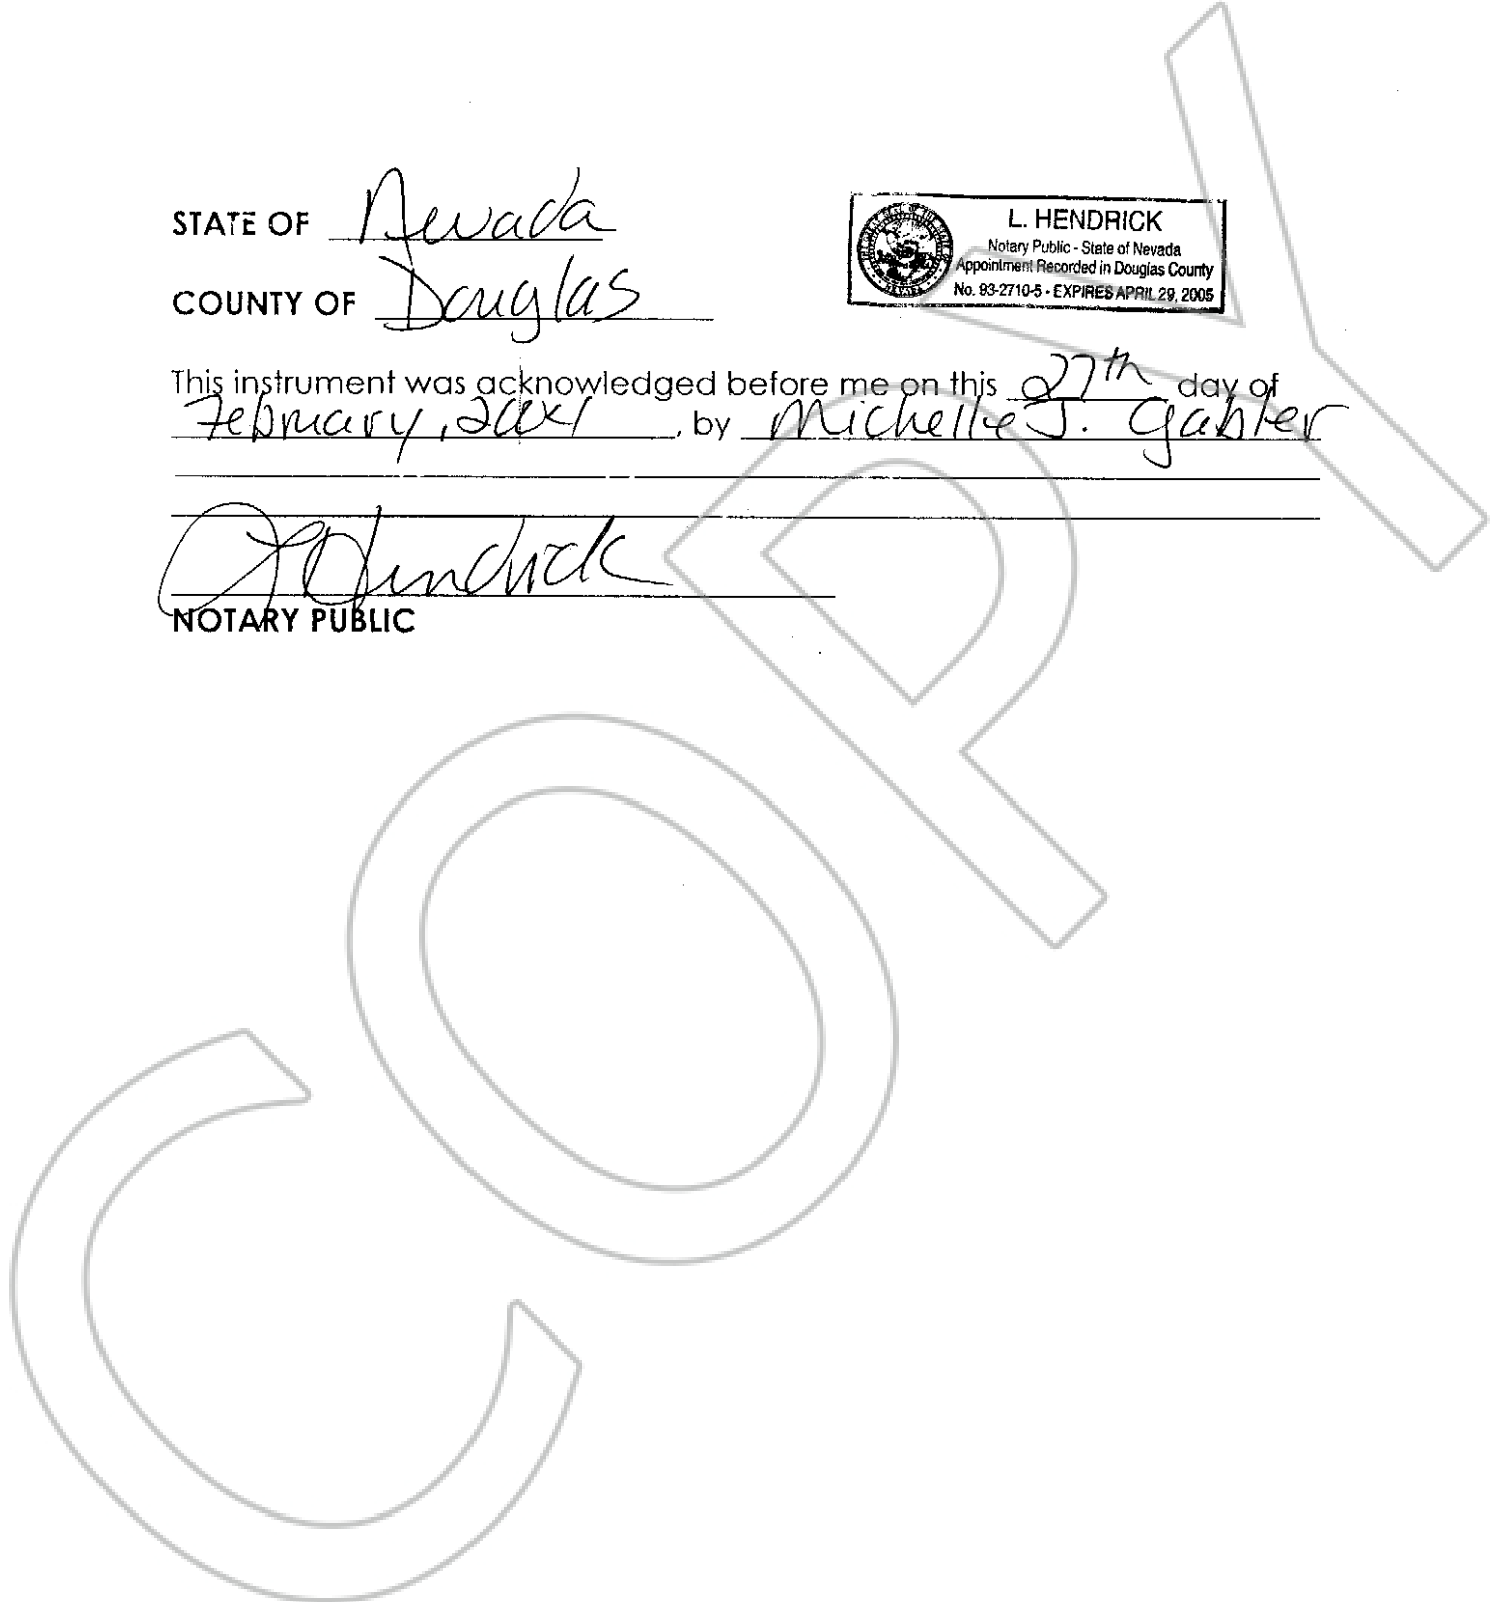 STATE OF Nevada
COUNTY OF Douglas
L. HENDRICK
Notary Public - State of Nevada
Appointment Recorded in Douglas County
No. 93-2710-5 - EXPIRES APRIL 29, 2005
This instrument was acknowledged before me on this 27th day of
February, 2004, by Michelle J. Gabler
L Hendrick
NOTARY PUBLIC
COPY